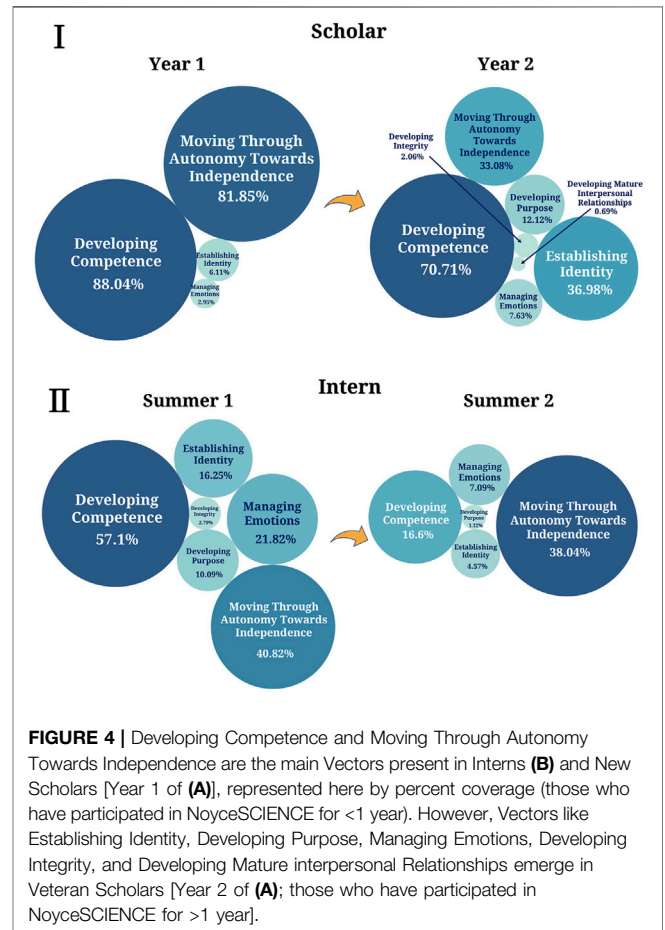 I
Scholar
Year 1
Moving Through
Autonomy Towards
Independence
81.85%
Developing
Competence
88.04%
Establishing
Identity
6.11%
Managing
Emotions
2.95%
Year 2
Moving Through
Autonomy
Towards
Independence
33.08%
Developing
Integrity
2.06%
Developing
Purpose
12.12%
Developing Mature
Interpersonal
Relationships
0.69%
Developing
Competence
70.71%
Establishing
Identity
36.98%
Managing
Emotions
7.63%
II
Intern
Summer 1
Establishing
Identity
16.25%
Developing
Competence
57.1%
Developing
Integrity
2.79%
Managing
Emotions
21.82%
Developing
Purpose
10.09%
Moving Through
Autonomy Towards
Independence
40.82%
Summer 2
Managing
Emotions
7.09%
Developing
Competence
16.6%
Developing
Purpose
Moving Through
Autonomy Towards
Independence
38.04%
Establishing
Identity
4.57%
FIGURE 4 | Developing Competence and Moving Through Autonomy
Towards Independence are the main Vectors present in Interns (B) and New
Scholars [Year 1 of (A)], represented here by percent coverage (those who
have participated in NoyceSCIENCE for <1 year). However, Vectors like
Establishing Identity, Developing Purpose, Managing Emotions, Developing
Integrity, and Developing Mature interpersonal Relationships emerge in
Veteran Scholars [Year 2 of (A); those who have participated in
NoyceSCIENCE for >1 year].